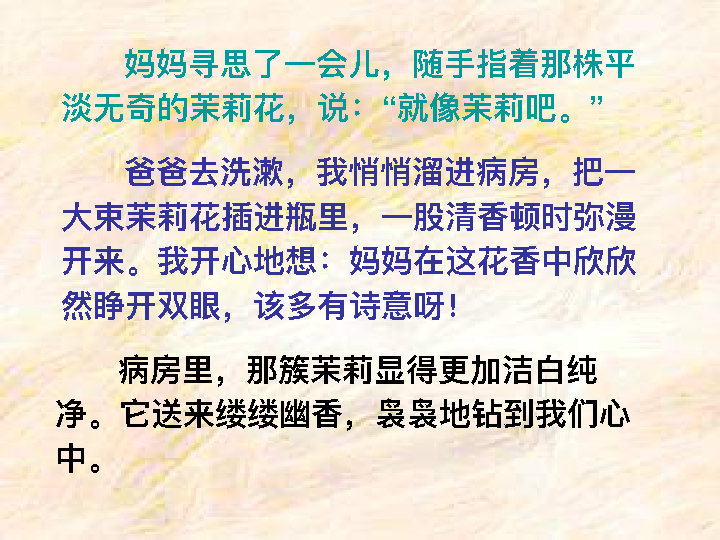 妈妈寻思了一会儿，随手指着那株平
淡无奇的茉莉花，说：“就像茉莉吧。”
爸爸去洗漱，我悄悄溜进病房，把一
大束茉莉花插进瓶里，一股清香顿时弥漫
开来。我开心地想：妈妈在这花香中欣欣
然睁开双眼，该多有诗意呀！
病房里，那簇茉莉显得更加洁白纯
净。它送来缕缕幽香，袅袅地钻到我们心
中。